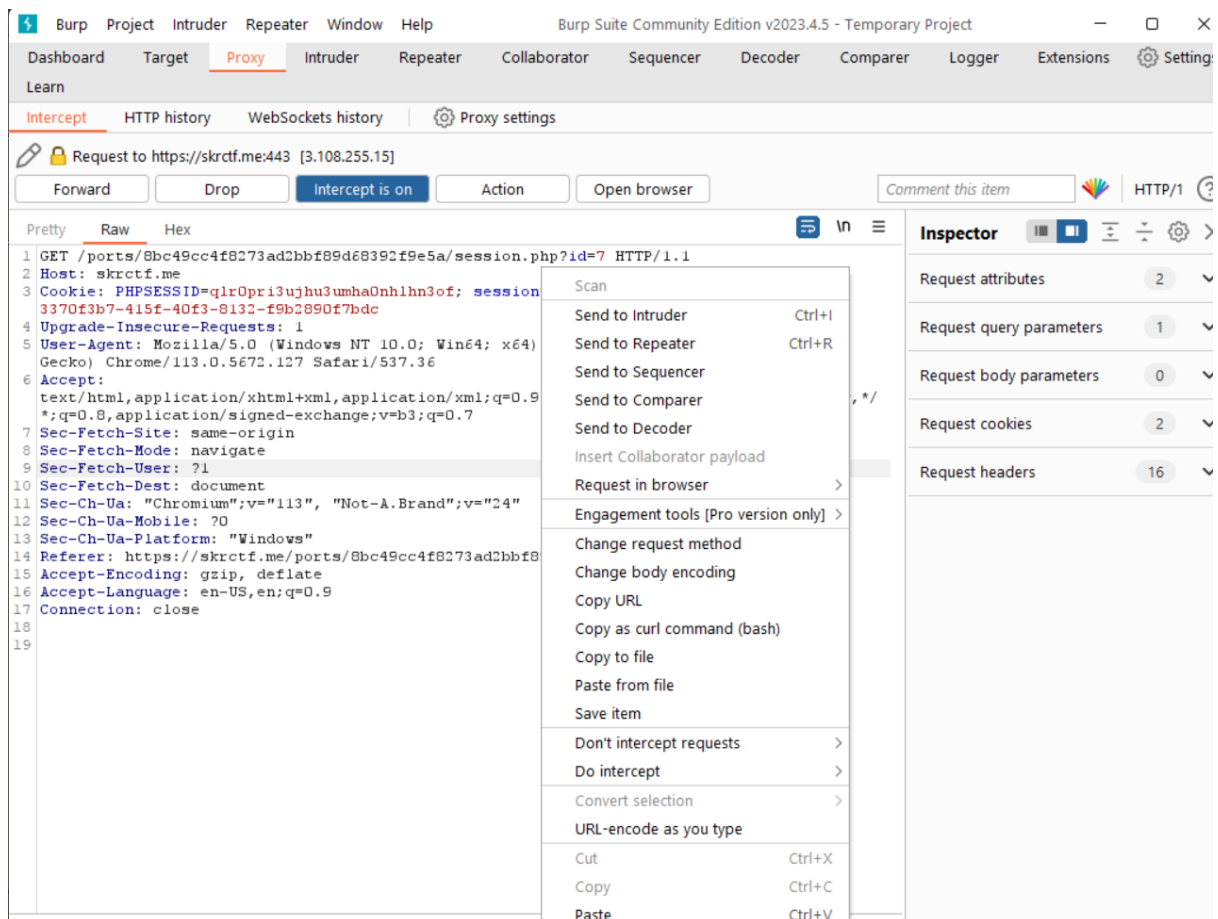 Burp Project Intruder Repeater Window Help Burp Suite Community Edition v2023.4.5 - Temporary Project
Dashboard Target Proxy Intruder Repeater Collaborator Sequencer Decoder Comparer Logger Extensions Settings
Learn
Intercept HTTP history WebSockets history Proxy settings
Request to https://skrctf.me:443 [3.108.255.15]
Forward Drop Intercept is on Action Open browser Comment this item HTTP/1 ?
Pretty Raw Hex \n
Inspector
1 GET /ports/8bc49cc4f8273ad2bbf89d68392f9e5a/session.php?id=7 HTTP/1.1
2 Host: skrctf.me
3 Cookie: PHPSESSID=qlr0pri3ujhu3umha0nhlhn3of; session
3370f3b7-415f-40f3-8132-f9b2890f7bdc
4 Upgrade-Insecure-Requests: 1
5 User-Agent: Mozilla/5.0 (Windows NT 10.0; Win64; x64)
Gecko) Chrome/113.0.5672.127 Safari/537.36
6 Accept:
text/html,application/xhtml+xml,application/xml;q=0.9 ,*/
*;q=0.8,application/signed-exchange;v=b3;q=0.7
7 Sec-Fetch-Site: same-origin
8 Sec-Fetch-Mode: navigate
9 Sec-Fetch-User: ?1
10 Sec-Fetch-Dest: document
11 Sec-Ch-Ua: "Chromium";v="113", "Not-A.Brand";v="24"
12 Sec-Ch-Ua-Mobile: ?0
13 Sec-Ch-Ua-Platform: "Windows"
14 Referer: https://skrctf.me/ports/8bc49cc4f8273ad2bbf8
15 Accept-Encoding: gzip, deflate
16 Accept-Language: en-US,en;q=0.9
17 Connection: close
18
19
Scan
Send to Intruder Ctrl+I
Send to Repeater Ctrl+R
Send to Sequencer
Send to Comparer
Send to Decoder
Insert Collaborator payload
Request in browser
Engagement tools [Pro version only]
Change request method
Change body encoding
Copy URL
Copy as curl command (bash)
Copy to file
Paste from file
Save item
Don't intercept requests
Do intercept
Convert selection
URL-encode as you type
Cut Ctrl+X
Copy Ctrl+C
Paste Ctrl+V
Request attributes 2
Request query parameters 1
Request body parameters 0
Request cookies 2
Request headers 16